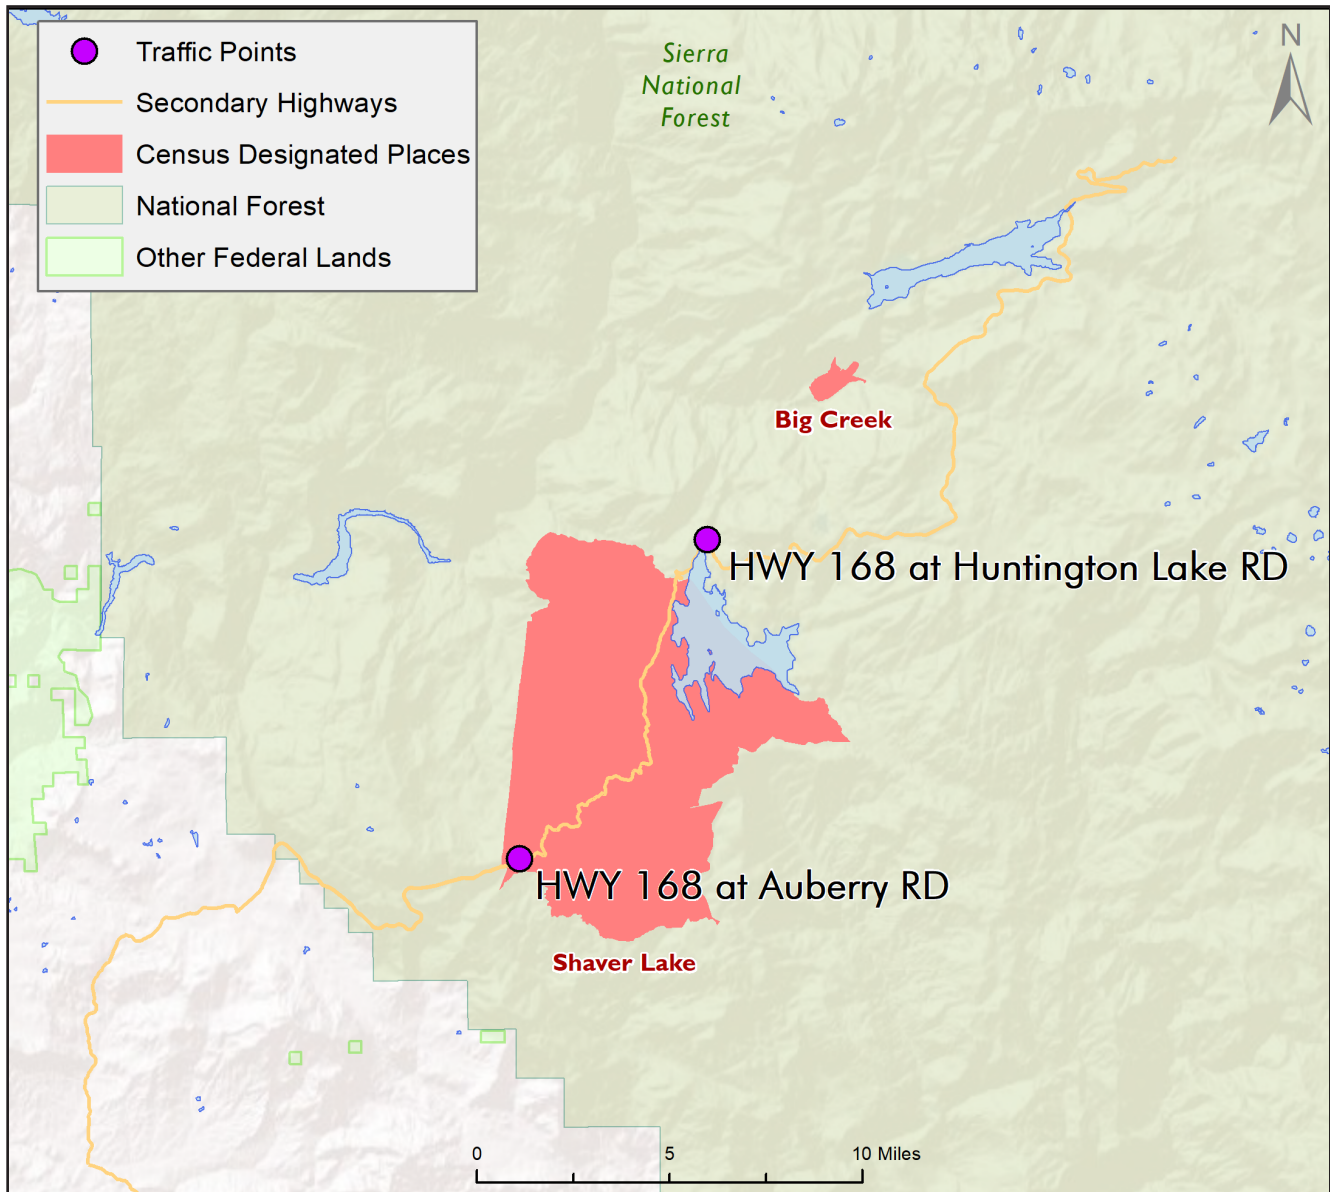 Traffic Points
Secondary Highways
Census Designated Places
National Forest
Other Federal Lands
Sierra
National
Forest
N
Big Creek
HWY 168 at Huntington Lake RD
HWY 168 at Auberry RD
Shaver Lake
0 5 10 Miles